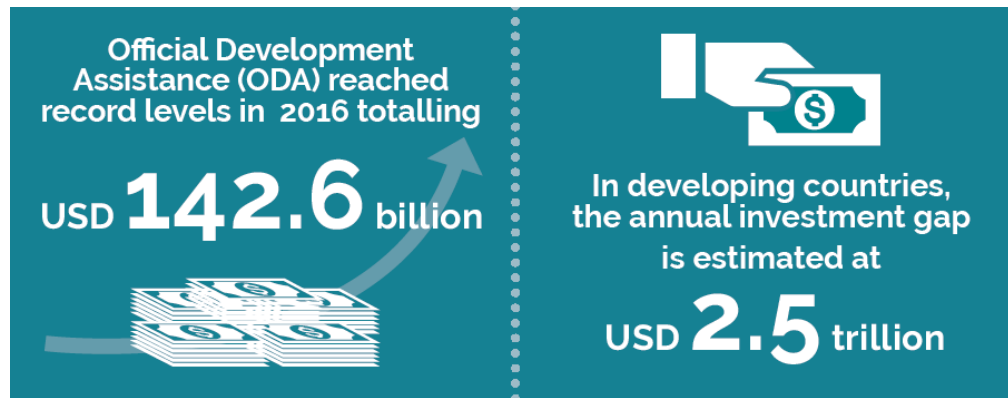 Official Development
Assistance (ODA) reached
record levels in 2016 totalling
USD 142.6 billion
$
In developing countries,
the annual investment gap
is estimated at
USD 2.5 trillion